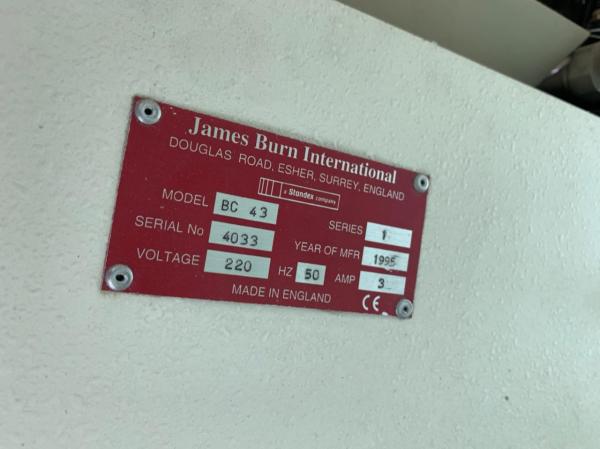 James Burn International
DOUGLAS ROAD, ESHER, SURREY, ENGLAND
a Standex company
MODEL BC 43 SERIES 1
SERIAL No 4033 YEAR OF MFR 1995
VOLTAGE 220 HZ 50 AMP 3
MADE IN ENGLAND CE